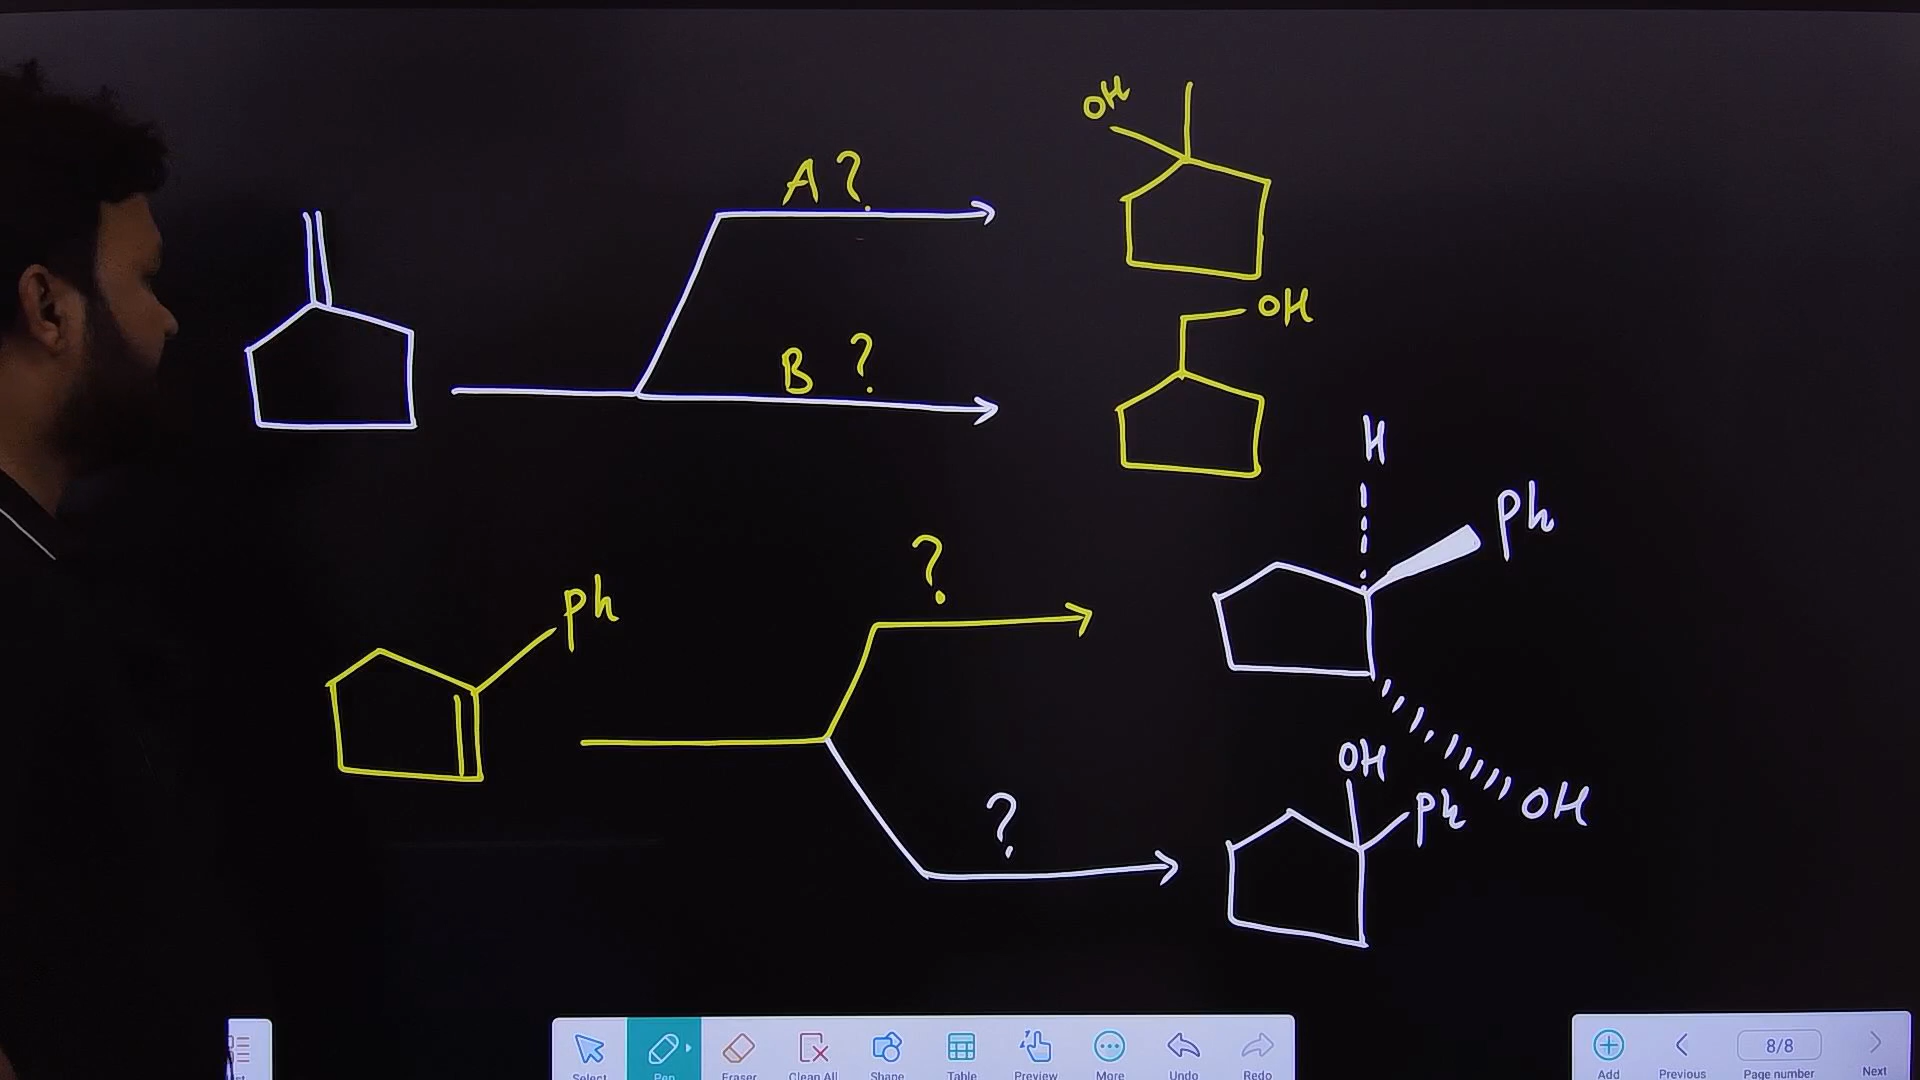 OH
A ?
OH
B ?
H
Ph
?
Ph
OH
?
Ph
OH
Select
Pen
Eraser
Clean All
Shape
Table
Preview
More
Undo
Redo
Add
Previous
8/8
Page number
Next